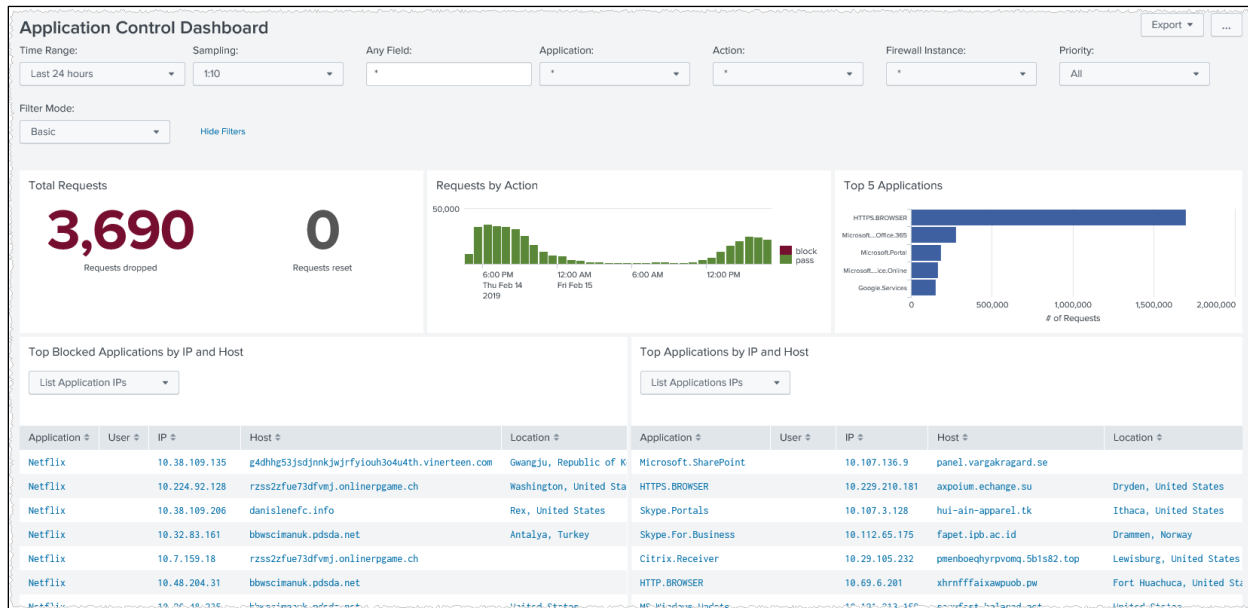 Application Control Dashboard
Export
...
Time Range:
Sampling:
Any Field:
Application:
Action:
Firewall Instance:
Priority:
Last 24 hours
1:10
*
*
*
*
All
Filter Mode:
Basic
Hide Filters
Total Requests
3,690
Requests dropped
0
Requests reset
Requests by Action
50,000
block
pass
6:00 PM
Thu Feb 14
2019
12:00 AM
Fri Feb 15
6:00 AM
12:00 PM
Top 5 Applications
HTTPS.BROWSER
Microsoft....Office.365
Microsoft.Portal
Microsoft....ice.Online
Google.Services
0 500,000 1,000,000 1,500,000 2,000,000
# of Requests
Top Blocked Applications by IP and Host
List Application IPs
Application User IP Host Location
Netflix 10.38.109.135 g4dhhg53jsdjnnkjwjrfyiouh3o4u4th.vinerteen.com Gwangju, Republic of K
Netflix 10.224.92.128 rzss2zfue73dfvmj.onlinerpgame.ch Washington, United Sta
Netflix 10.38.109.206 danislenefc.info Rex, United States
Netflix 10.32.83.161 bbwscimanuk.pdsda.net Antalya, Turkey
Netflix 10.7.159.18 rzss2zfue73dfvmj.onlinerpgame.ch
Netflix 10.48.204.31 bbwscimanuk.pdsda.net
Top Applications by IP and Host
List Applications IPs
Application User IP Host Location
Microsoft.SharePoint 10.107.136.9 panel.vargakragard.se
HTTPS.BROWSER 10.229.210.181 axpoium.echange.su Dryden, United States
Skype.Portals 10.107.3.128 hui-ain-apparel.tk Ithaca, United States
Skype.For.Business 10.112.65.175 fapet.ipb.ac.id Drammen, Norway
Citrix.Receiver 10.29.105.232 pmenboeqhyrpvomq.5b1s82.top Lewisburg, United States
HTTP.BROWSER 10.69.6.201 xhrnfffaixawpuob.pw Fort Huachuca, United Sta